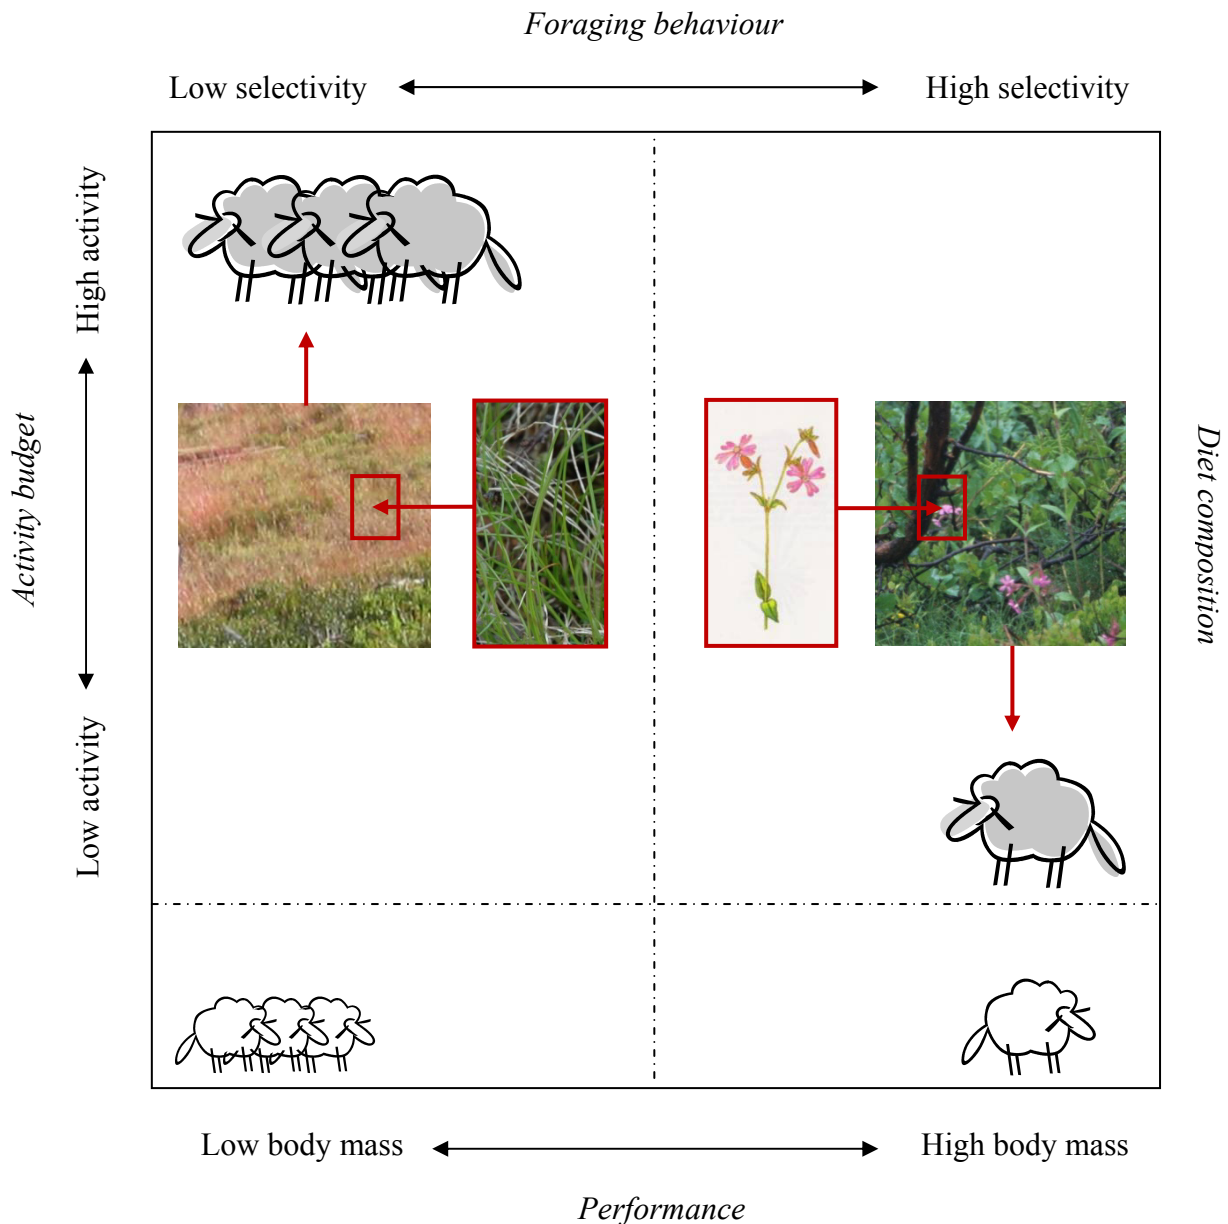 Foraging behaviour
Low selectivity
High selectivity
High activity
Activity budget
Low activity
Diet composition
Low body mass
High body mass
Performance